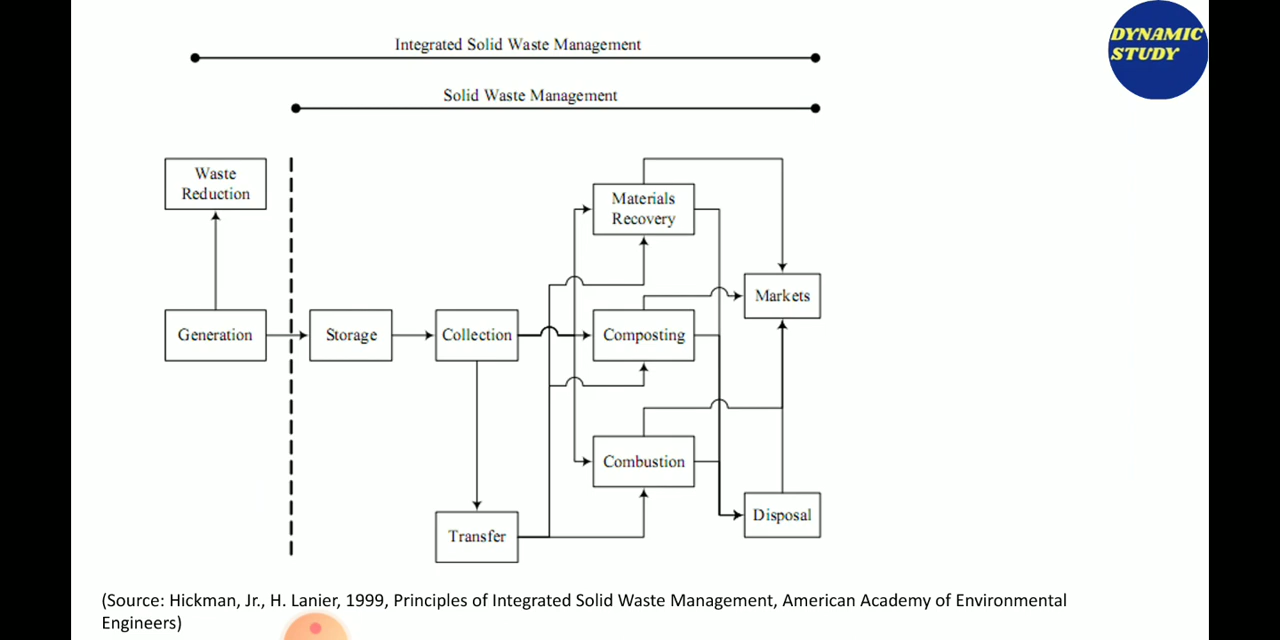 DYNAMIC
STUDY
Integrated Solid Waste Management
Solid Waste Management
Waste
Reduction
Materials
Recovery
Markets
Generation
Storage
Collection
Composting
Combustion
Disposal
Transfer
(Source: Hickman, Jr., H. Lanier, 1999, Principles of Integrated Solid Waste Management, American Academy of Environmental
Engineers)